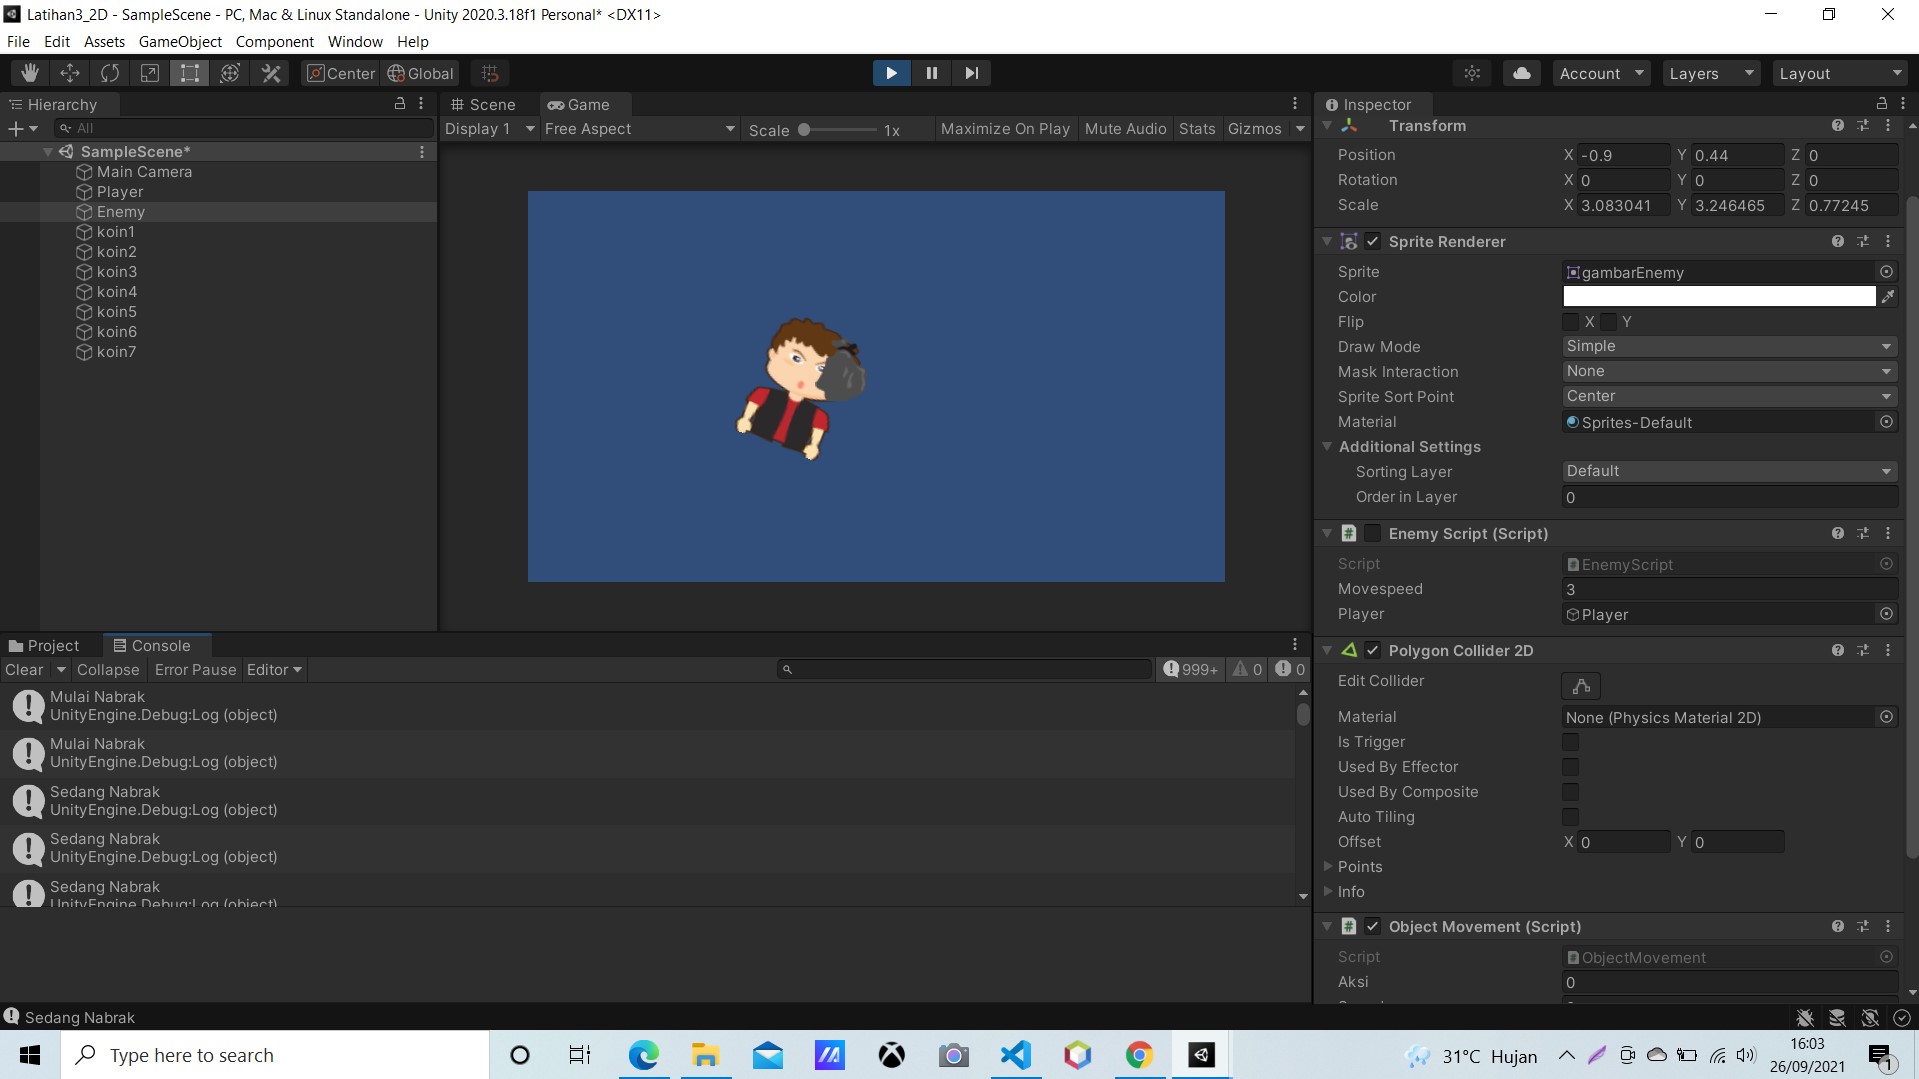 Latihan3_2D - SampleScene - PC, Mac & Linux Standalone - Unity 2020.3.18f1 Personal* <DX11>
File Edit Assets GameObject Component Window Help
Center Global Account Layers Layout
Hierarchy
All
SampleScene*
Main Camera
Player
Enemy
koin1
koin2
koin3
koin4
koin5
koin6
koin7
Scene Game
Display 1 Free Aspect Scale 1x Maximize On Play Mute Audio Stats Gizmos
Inspector
Transform
Position X -0.9 Y 0.44 Z 0
Rotation X 0 Y 0 Z 0
Scale X 3.083041 Y 3.246465 Z 0.77245
Sprite Renderer
Sprite gambarEnemy
Color
Flip X Y
Draw Mode Simple
Mask Interaction None
Sprite Sort Point Center
Material Sprites-Default
Additional Settings
Sorting Layer Default
Order in Layer 0
Enemy Script (Script)
Script EnemyScript
Movespeed 3
Player Player
Polygon Collider 2D
Edit Collider
Material None (Physics Material 2D)
Is Trigger
Used By Effector
Used By Composite
Auto Tiling
Offset X 0 Y 0
Points
Info
Object Movement (Script)
Script ObjectMovement
Aksi 0
Project Console
Clear Collapse Error Pause Editor 999+ 0 0
Mulai Nabrak
UnityEngine.Debug:Log (object)
Mulai Nabrak
UnityEngine.Debug:Log (object)
Sedang Nabrak
UnityEngine.Debug:Log (object)
Sedang Nabrak
UnityEngine.Debug:Log (object)
Sedang Nabrak
UnityEngine.Debug:Log (object)
Sedang Nabrak
Type here to search
31°C Hujan
16:03
26/09/2021
1